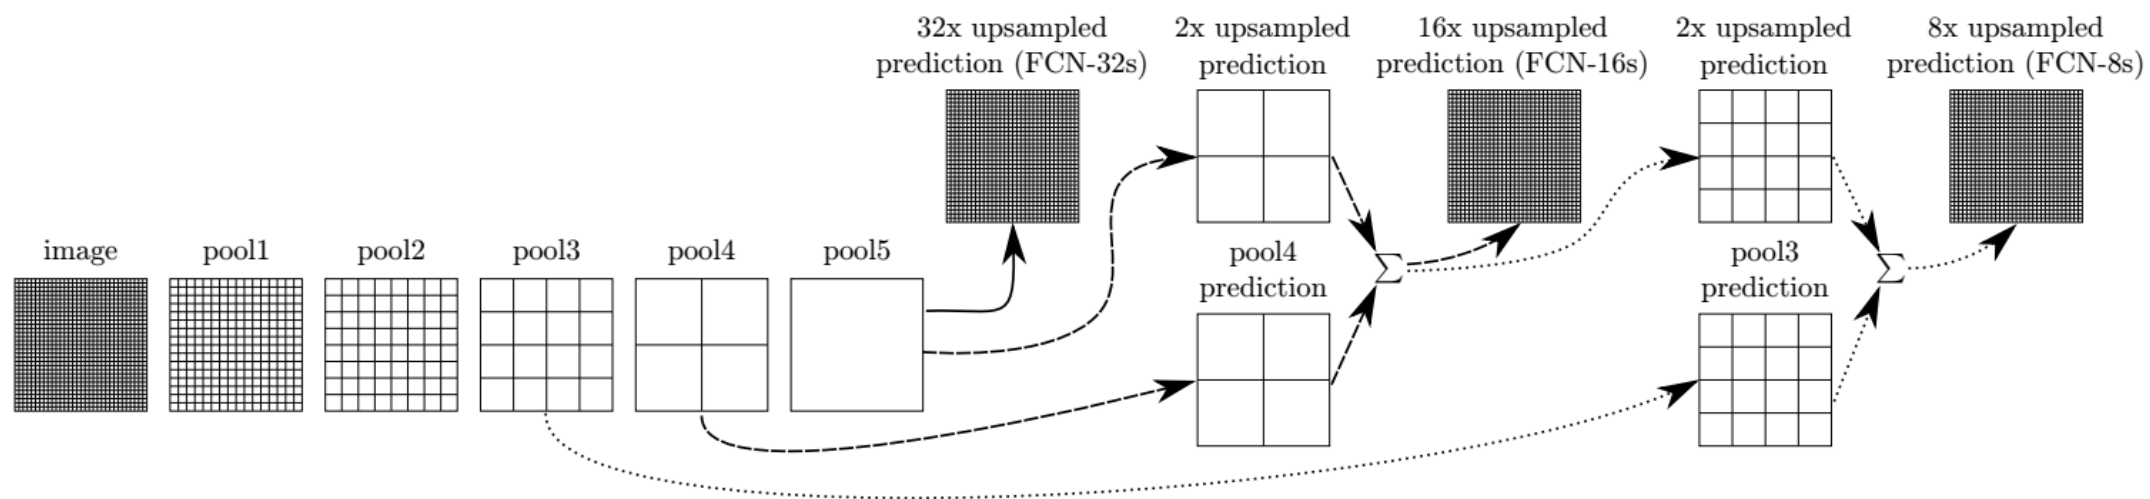 32x upsampled
prediction (FCN-32s)
2x upsampled
prediction
16x upsampled
prediction (FCN-16s)
2x upsampled
prediction
8x upsampled
prediction (FCN-8s)
image
pool1
pool2
pool3
pool4
pool5
pool4
prediction
∑
pool3
prediction
∑